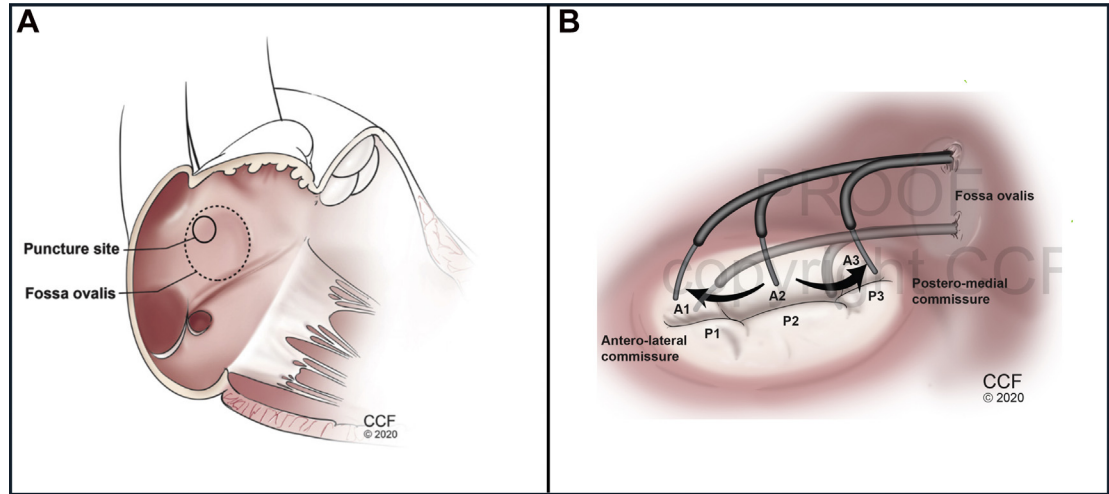 A
Puncture site
Fossa ovalis
CCF
© 2020
B
PROOF
Fossa ovalis
copyright CCF
A3
Postero-medial
commissure
A2
P3
A1
P1
P2
Antero-lateral
commissure
CCF
© 2020